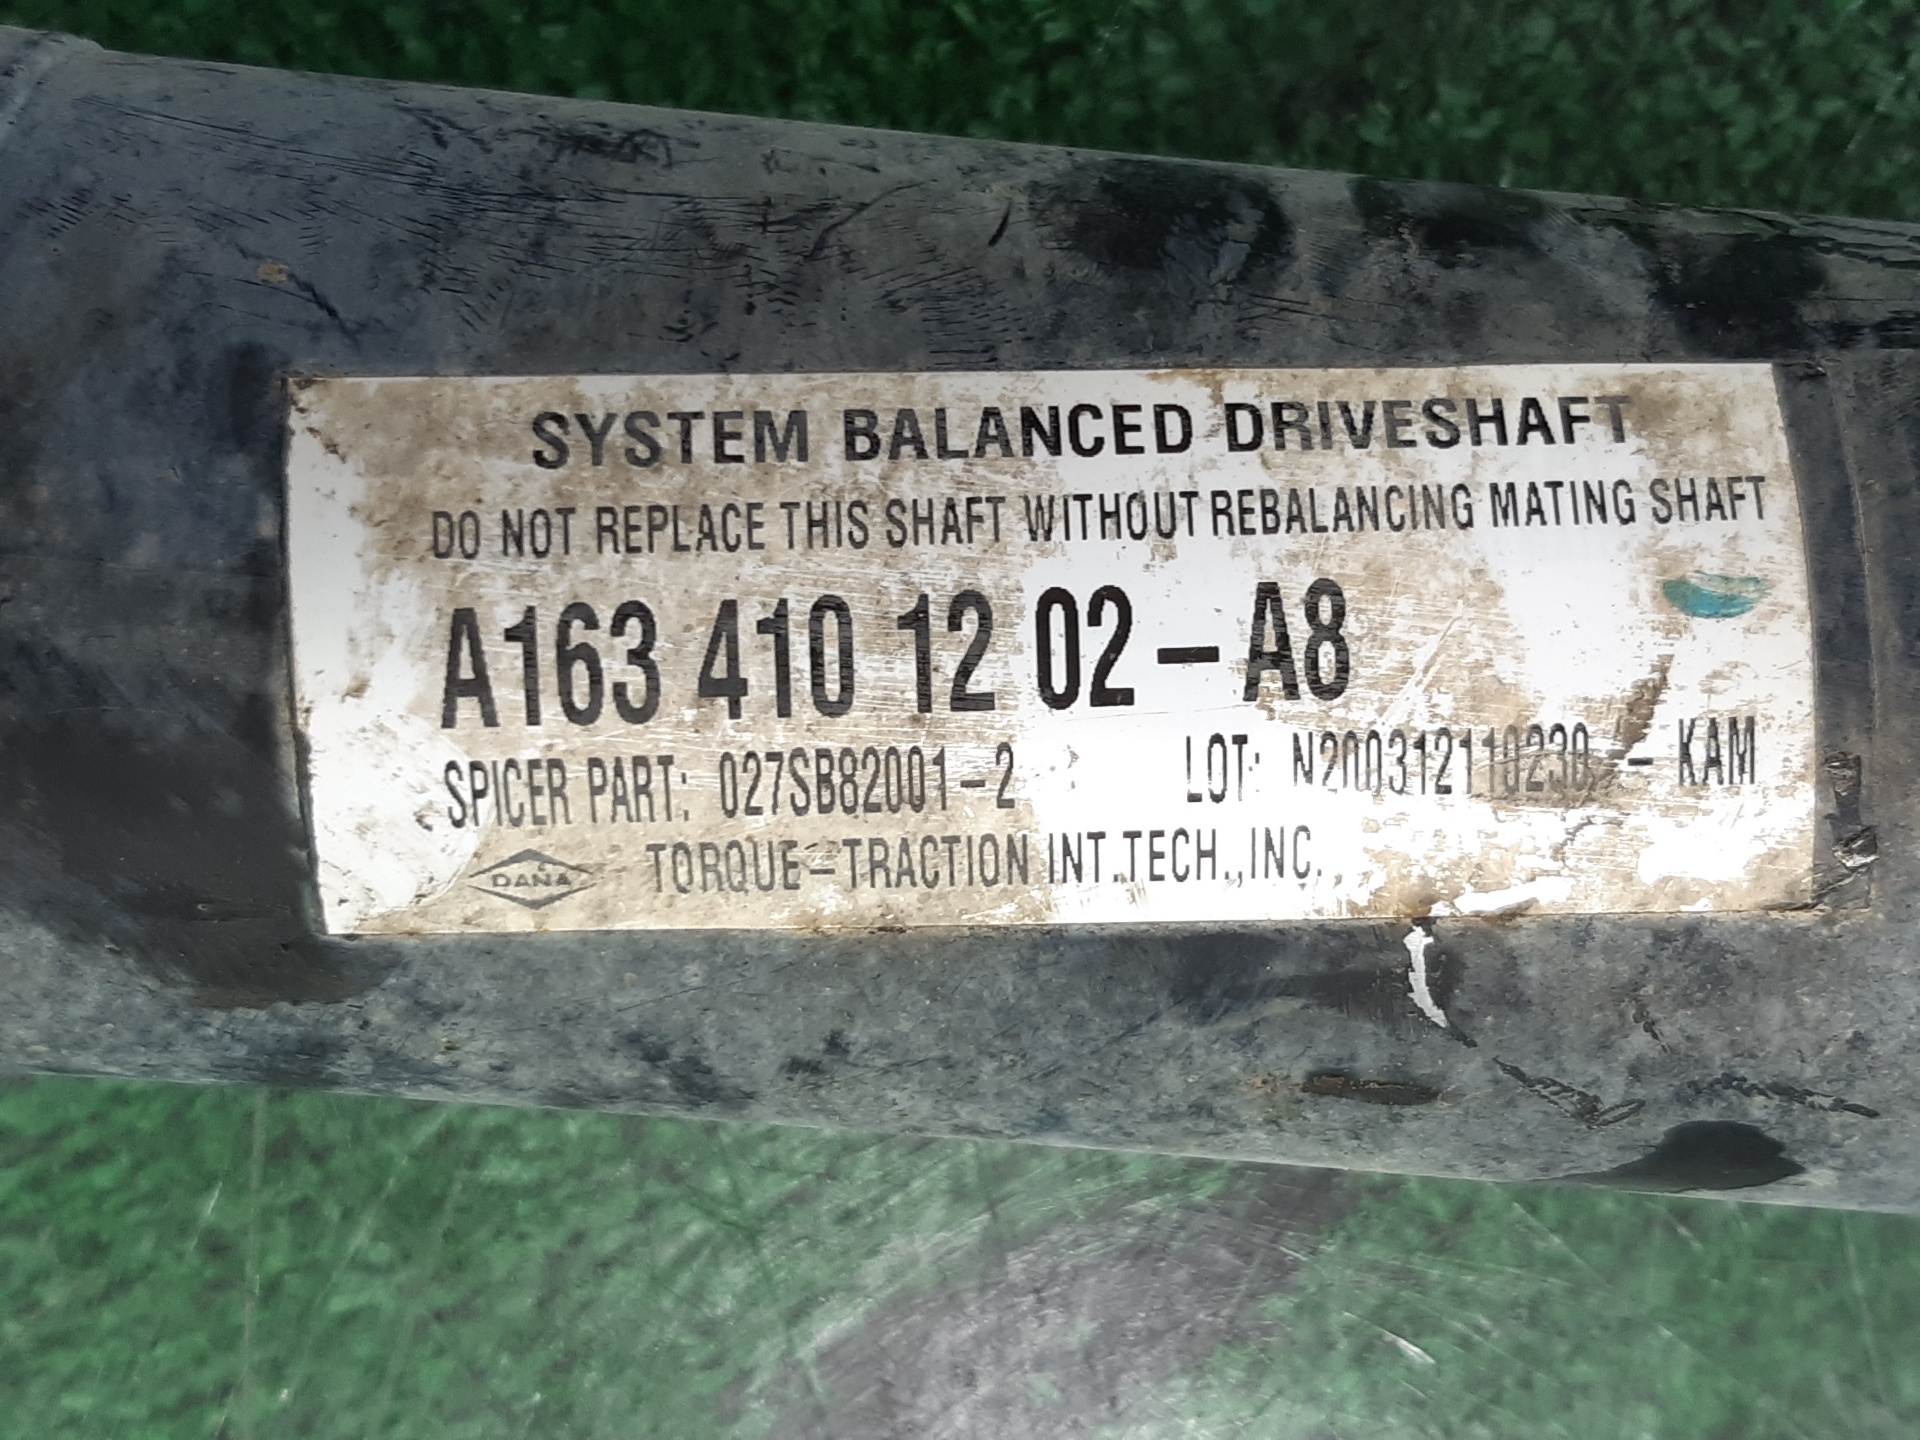 SYSTEM BALANCED DRIVESHAFT
DO NOT REPLACE THIS SHAFT WITHOUT REBALANCING MATING SHAFT
A163 410 12 02-A8
SPICER PART: 027SB82001-2 LOT: N200312110230 - KAM
DANA TORQUE-TRACTION INT.TECH.,INC.